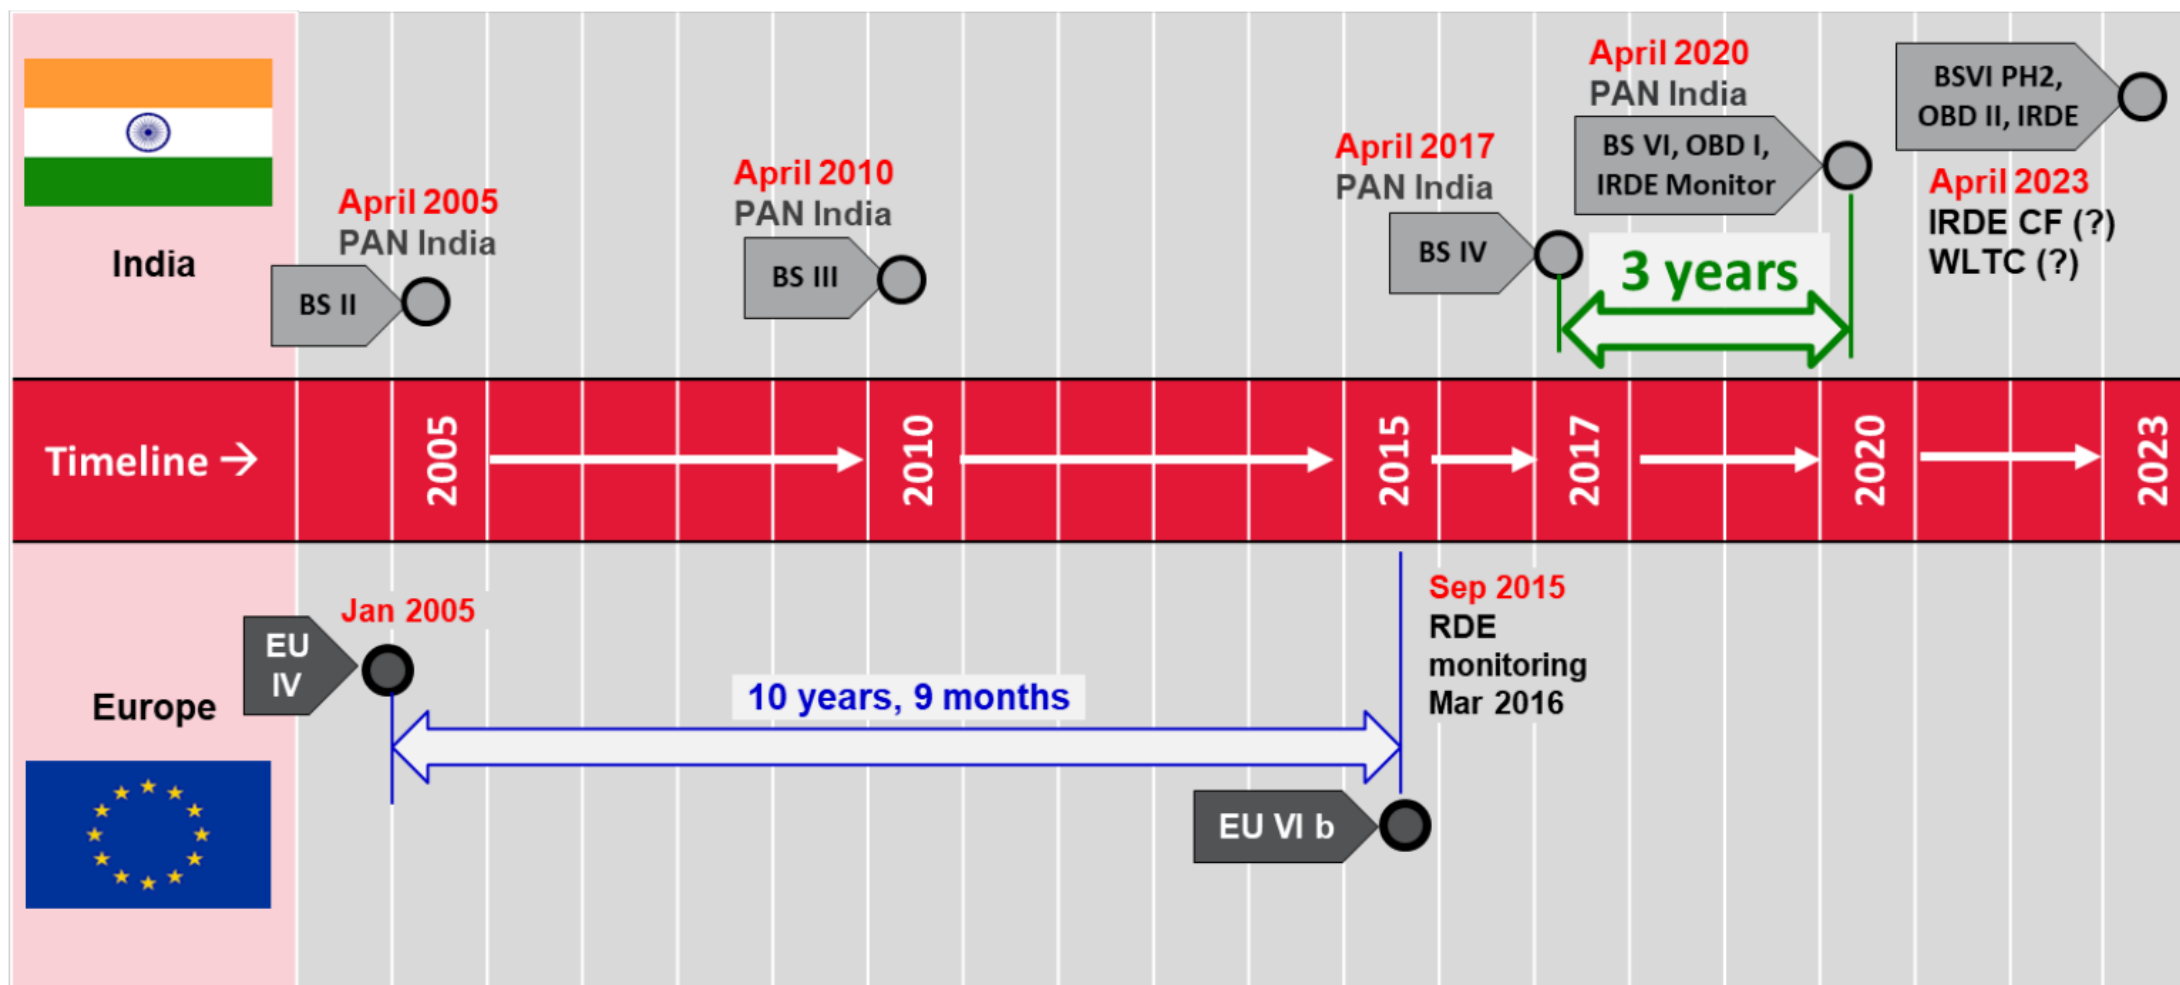 India
April 2005
PAN India
BS II
April 2010
PAN India
BS III
April 2017
PAN India
BS IV
April 2020
PAN India
BS VI, OBD I,
IRDE Monitor
3 years
BSVI PH2,
OBD II, IRDE
April 2023
IRDE CF (?)
WLTC (?)
Timeline →
2005
2010
2015
2017
2020
2023
Europe
EU
IV
Jan 2005
10 years, 9 months
EU VI b
Sep 2015
RDE
monitoring
Mar 2016